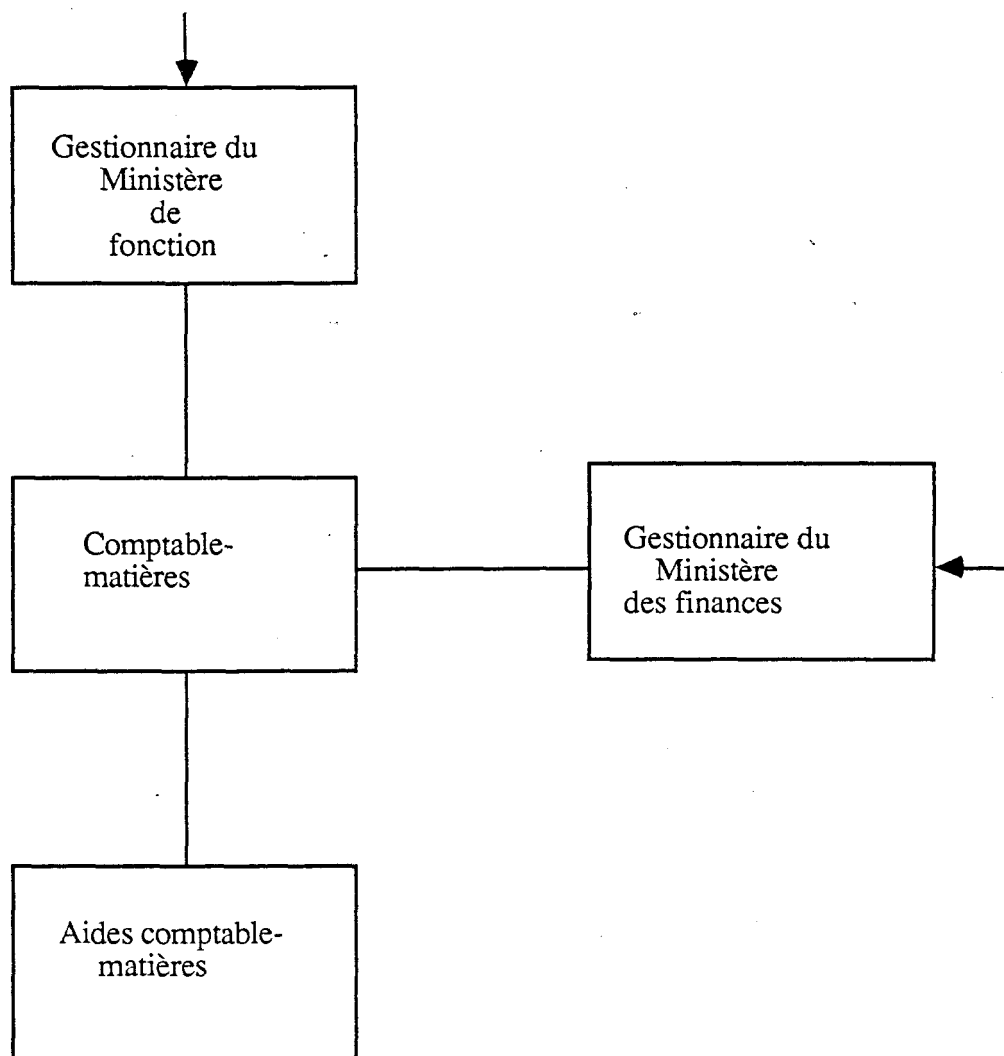 Gestionnaire du
Ministère
de
fonction
Comptable-
matières
Gestionnaire du
Ministère
des finances
Aides comptable-
matières